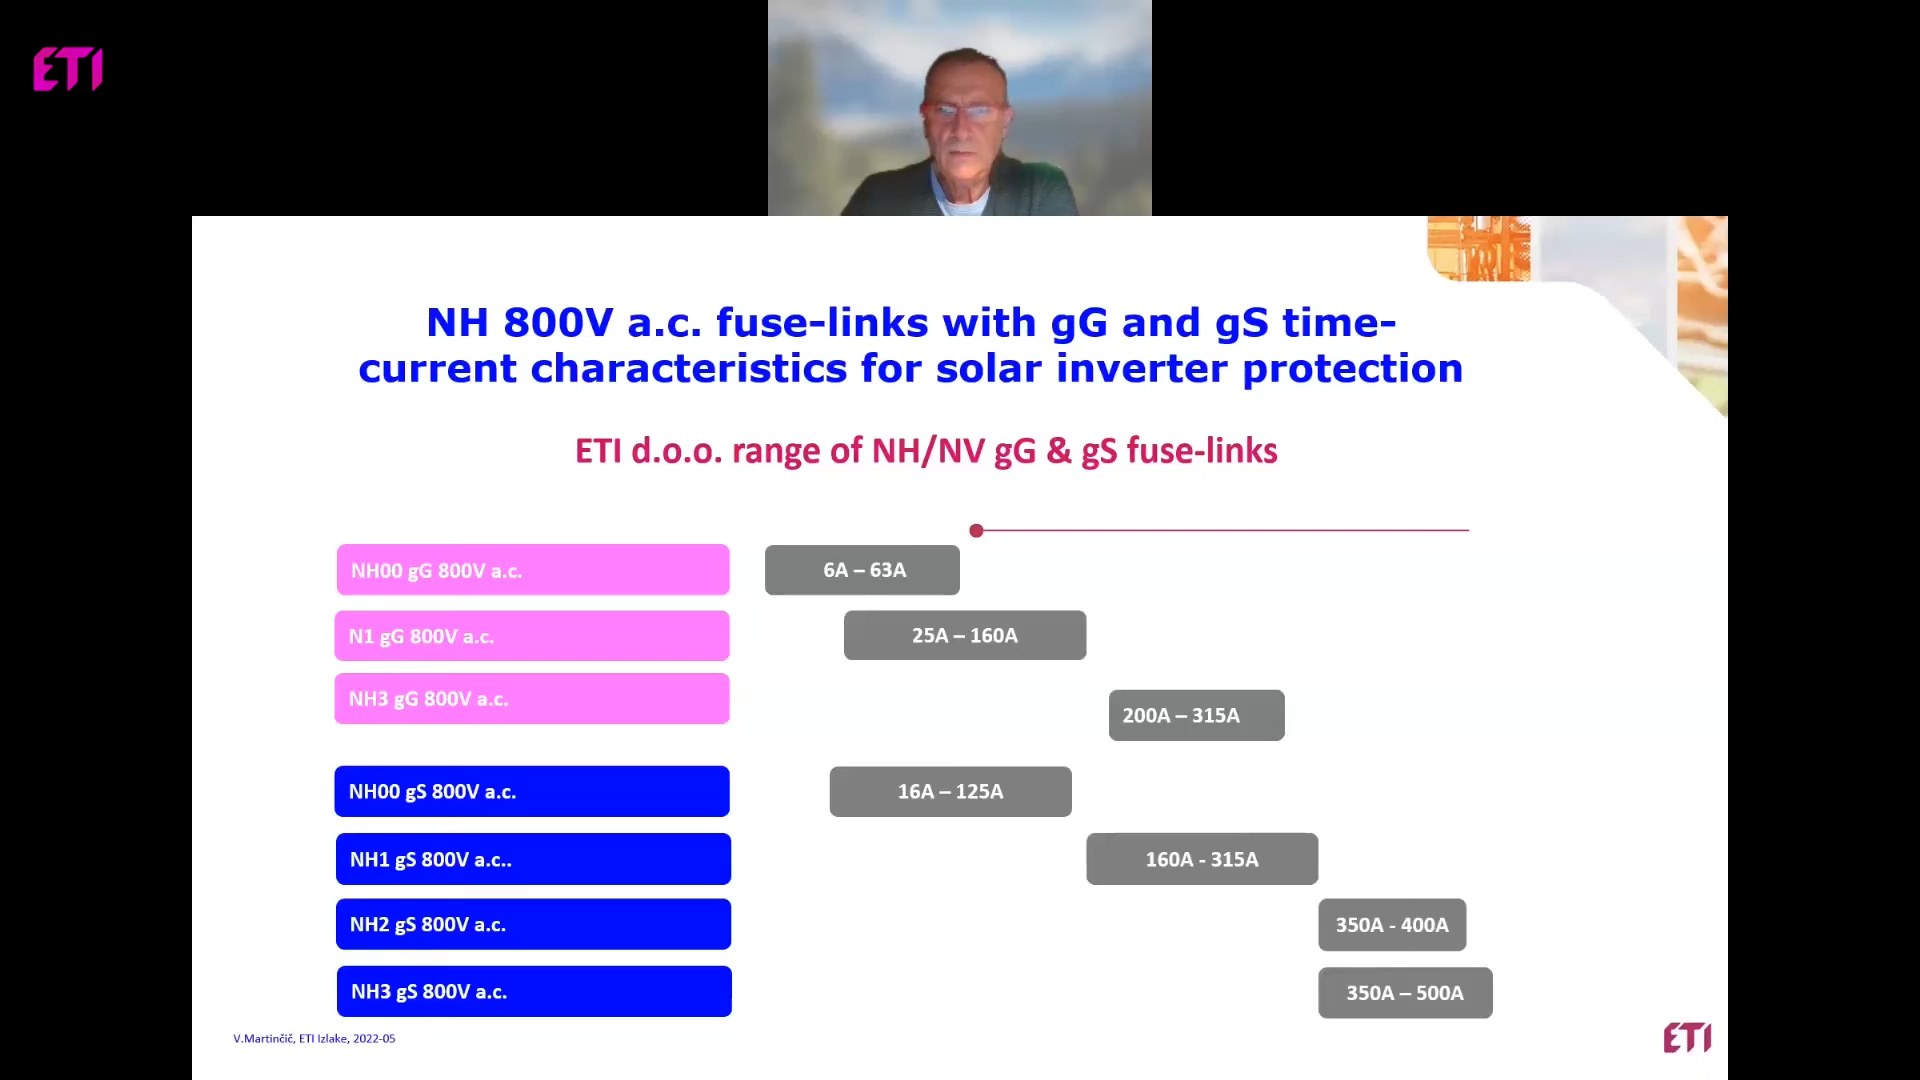 ETI
NH 800V a.c. fuse-links with gG and gS time-
current characteristics for solar inverter protection
ETI d.o.o. range of NH/NV gG & gS fuse-links
NH00 gG 800V a.c.
6A – 63A
N1 gG 800V a.c.
25A – 160A
NH3 gG 800V a.c.
200A – 315A
NH00 gS 800V a.c.
16A – 125A
NH1 gS 800V a.c..
160A - 315A
NH2 gS 800V a.c.
350A - 400A
NH3 gS 800V a.c.
350A – 500A
V.Martinčič, ETI Izlake, 2022-05
ETI